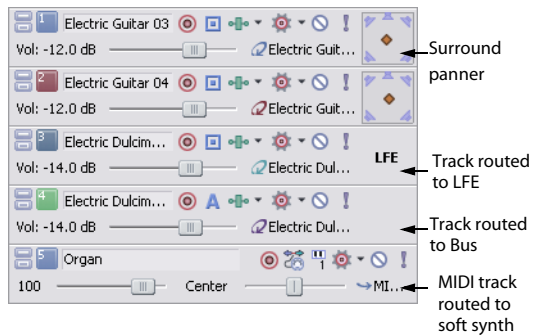 1 Electric Guitar 03
Vol: -12.0 dB Electric Guit...
Surround
panner
2 Electric Guitar 04
Vol: -12.0 dB Electric Guit...
3 Electric Dulcim...
Vol: -14.0 dB Electric Dul... LFE
Track routed
to LFE
4 Electric Dulcim... A
Vol: -14.0 dB Electric Dul...
Track routed
to Bus
5 Organ 1
100 Center MI...
MIDI track
routed to
soft synth